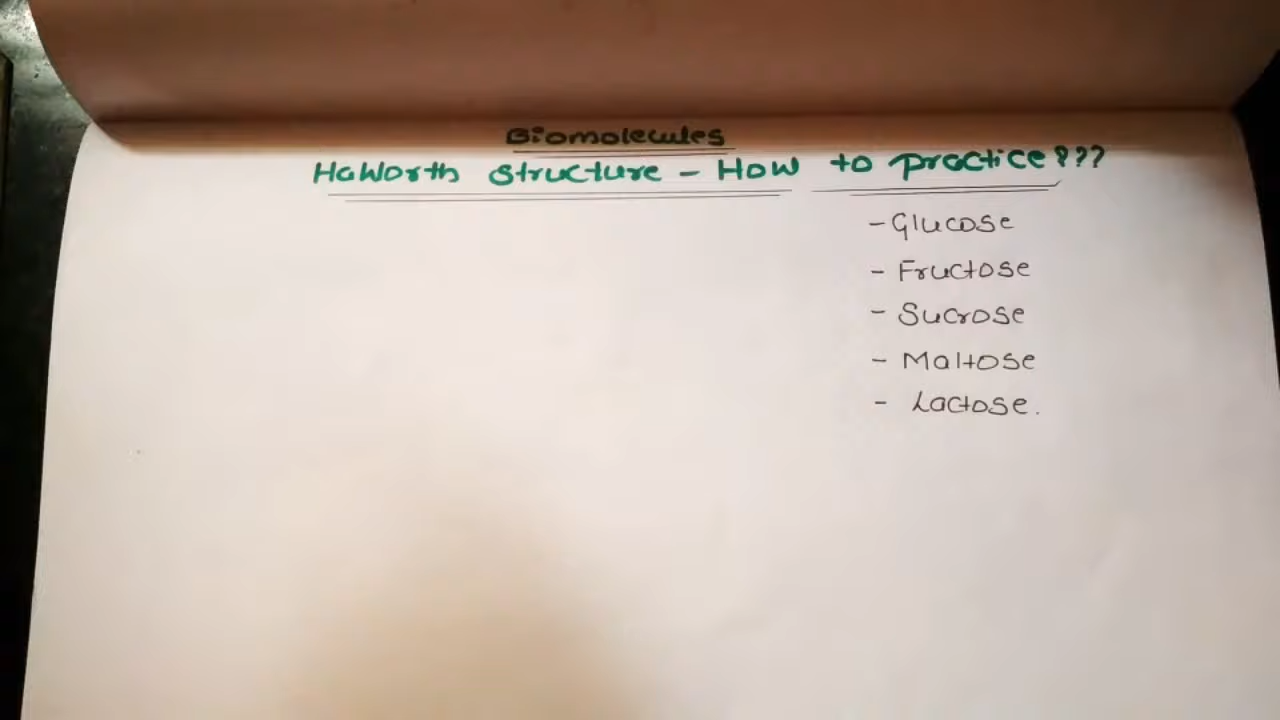 Biomolecules
Haworth Structure - How to practice???
- Glucose
- Fructose
- Sucrose
- Maltose
- Lactose.